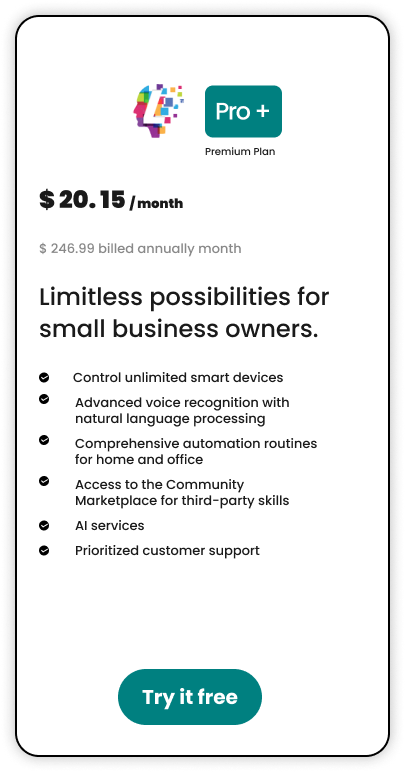 Pro +
Premium Plan
$ 20. 15 / month
$ 246.99 billed annually month
Limitless possibilities for
small business owners.
Control unlimited smart devices
Advanced voice recognition with
natural language processing
Comprehensive automation routines
for home and office
Access to the Community
Marketplace for third-party skills
AI services
Prioritized customer support
Try it free